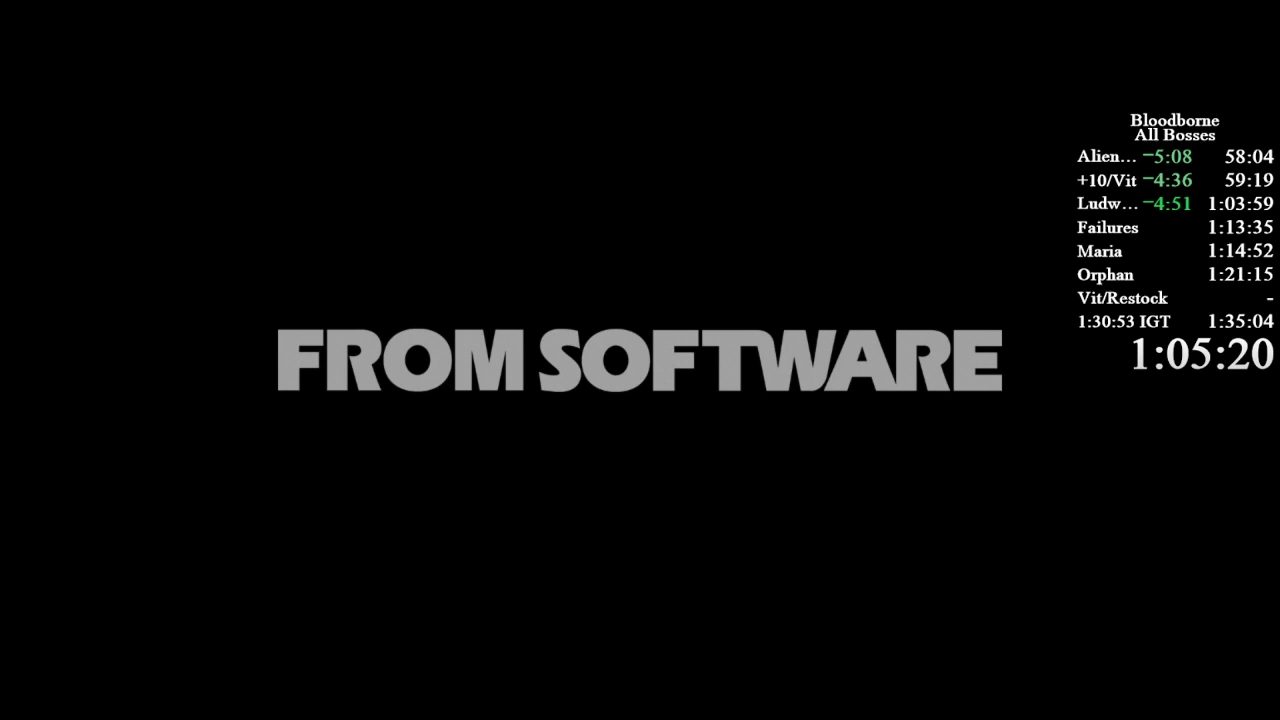 FROMSOFTWARE
Bloodborne
All Bosses
Alien... −5:08 58:04
+10/Vit −4:36 59:19
Ludw... −4:51 1:03:59
Failures 1:13:35
Maria 1:14:52
Orphan 1:21:15
Vit/Restock -
1:30:53 IGT 1:35:04
1:05:20